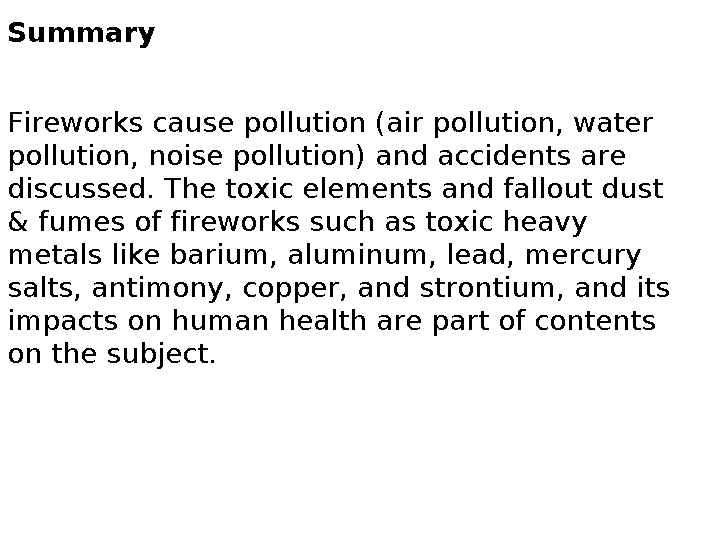 Summary
Fireworks cause pollution (air pollution, water
pollution, noise pollution) and accidents are
discussed. The toxic elements and fallout dust
& fumes of fireworks such as toxic heavy
metals like barium, aluminum, lead, mercury
salts, antimony, copper, and strontium, and its
impacts on human health are part of contents
on the subject.